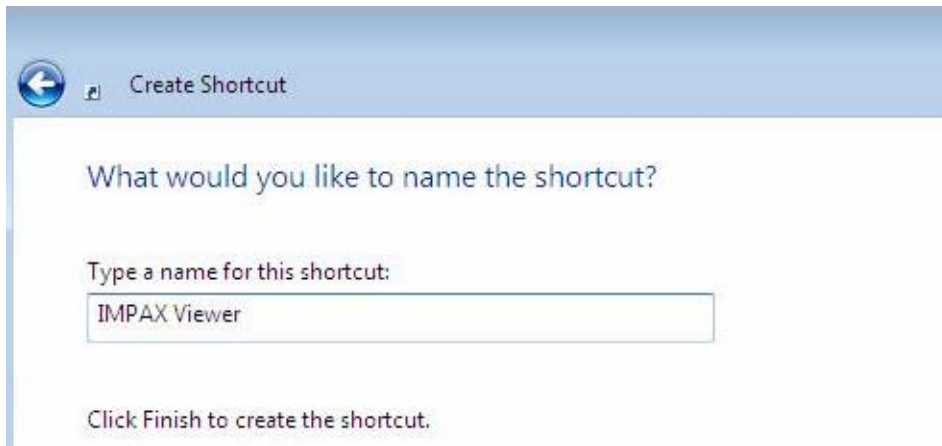 Create Shortcut
What would you like to name the shortcut?
Type a name for this shortcut:
IMPAX Viewer
Click Finish to create the shortcut.